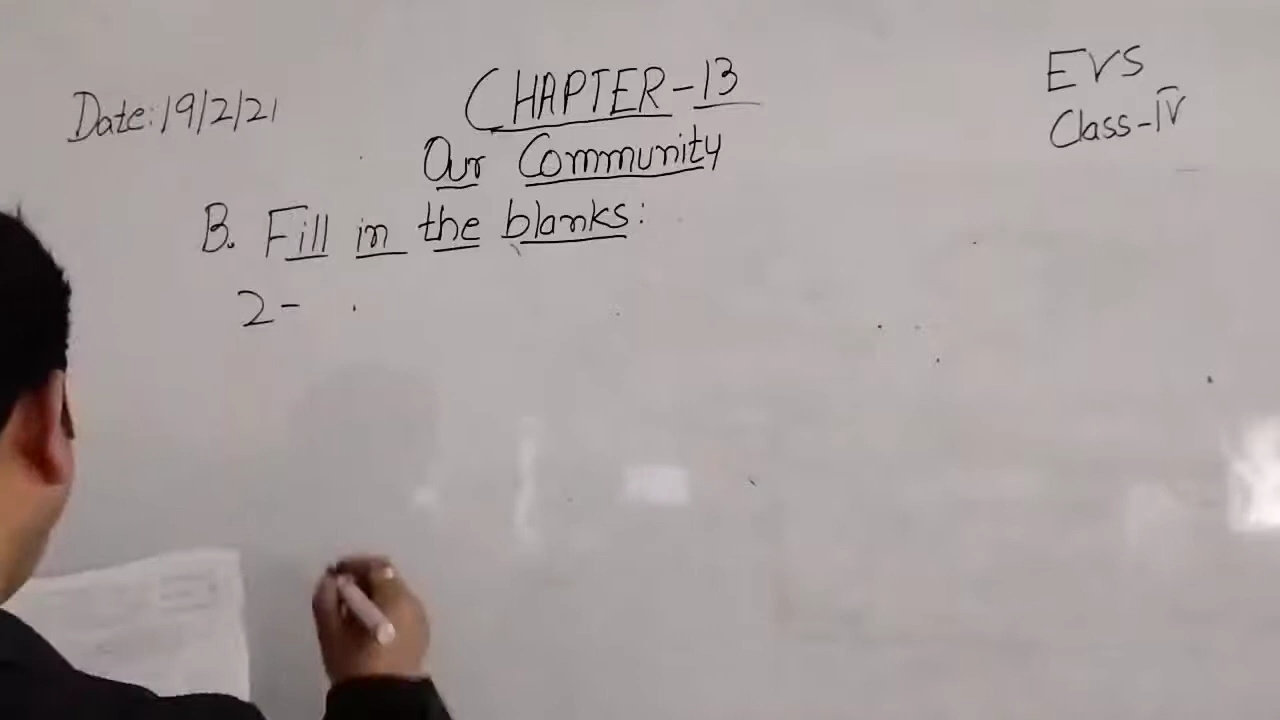 Date: 19/2/21
CHAPTER-13
Our Community
EVS
Class-IV
B. Fill in the blanks:
2-